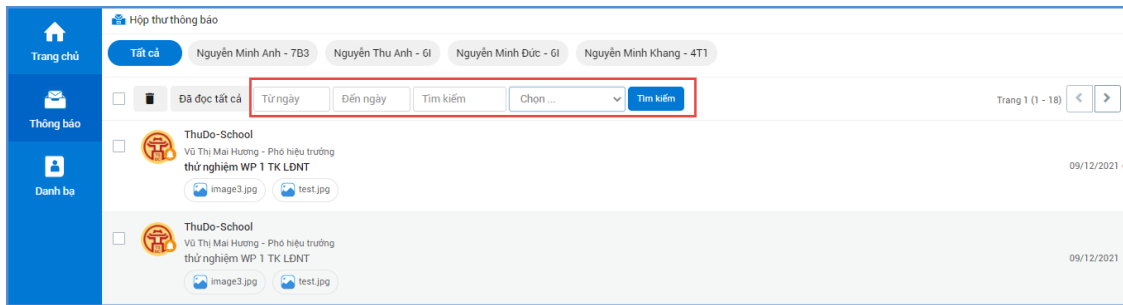 Hộp thư thông báo
Trang chủ
Tất cả Nguyễn Minh Anh - 7B3 Nguyễn Thu Anh - 6I Nguyễn Minh Đức - 6I Nguyễn Minh Khang - 4T1
Thông báo
Đã đọc tất cả Từ ngày Đến ngày Tìm kiếm Chọn ... Tìm kiếm Trang 1 (1 - 18)
Danh bạ
ThuDo-School
Vũ Thị Mai Hương - Phó hiệu trưởng
thử nghiệm WP 1 TK LĐNT 09/12/2021
image3.jpg test.jpg
ThuDo-School
Vũ Thị Mai Hương - Phó hiệu trưởng
thử nghiệm WP 1 TK LĐNT 09/12/2021
image3.jpg test.jpg